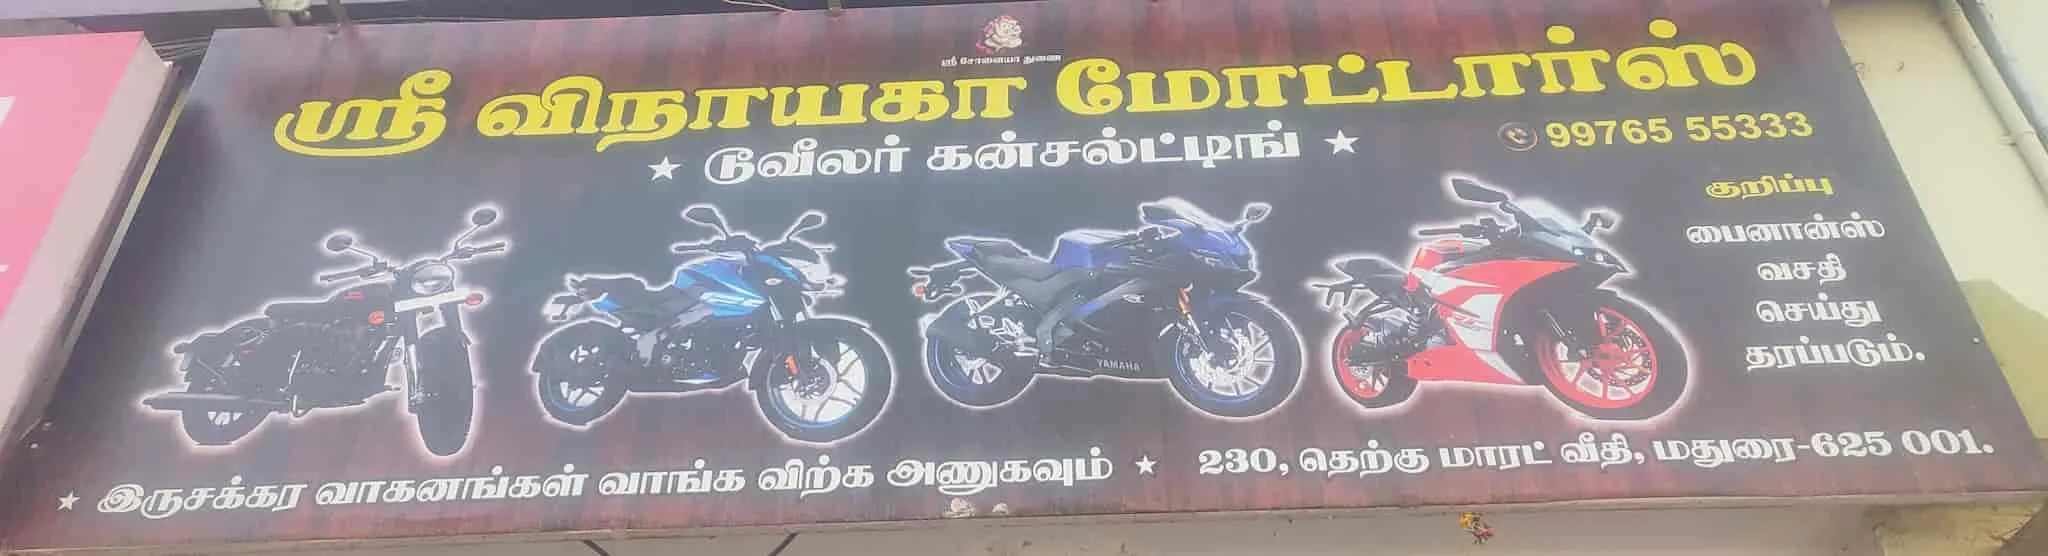 ஸ்ரீ சோனையா துணை
ஸ்ரீ விநாயகா மோட்டார்ஸ்
டூவீலர் கன்சல்ட்டிங்
99765 55333
குறிப்பு
பைனான்ஸ்
வசதி
செய்து
தரப்படும்.
YAMAHA
இருசக்கர வாகனங்கள் வாங்க விற்க அணுகவும்
230, தெற்கு மாரட் வீதி, மதுரை-625 001.